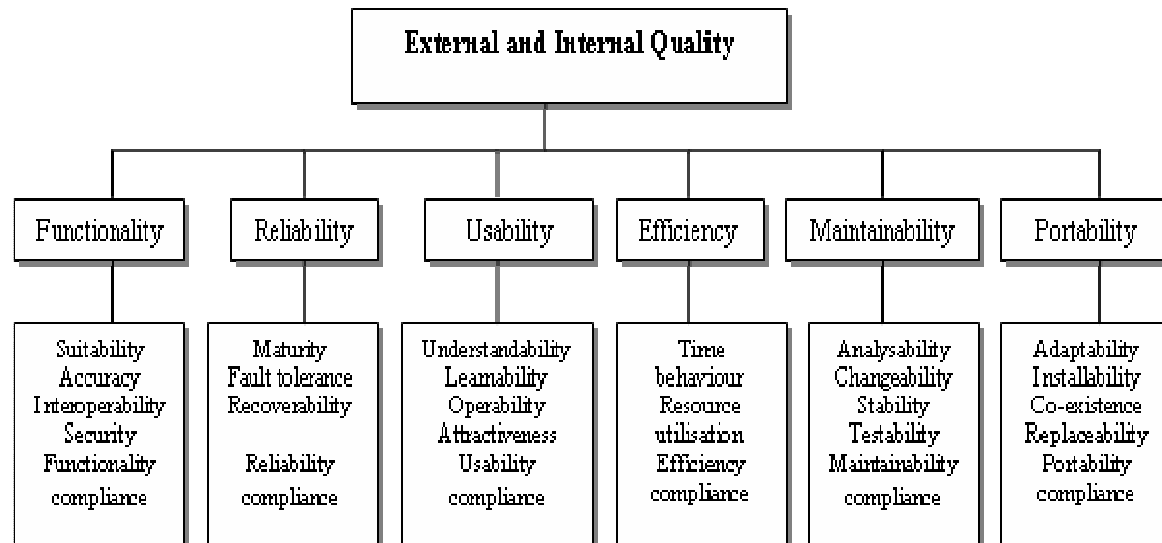 External and Internal Quality
Functionality
Reliability
Usability
Efficiency
Maintainability
Portability
Suitability
Accuracy
Interoperability
Security
Functionality
compliance
Maturity
Fault tolerance
Recoverability
Reliability
compliance
Understandability
Learnability
Operability
Attractiveness
Usability
compliance
Time
behaviour
Resource
utilisation
Efficiency
compliance
Analysability
Changeability
Stability
Testability
Maintainability
compliance
Adaptability
Installability
Co-existence
Replaceability
Portability
compliance